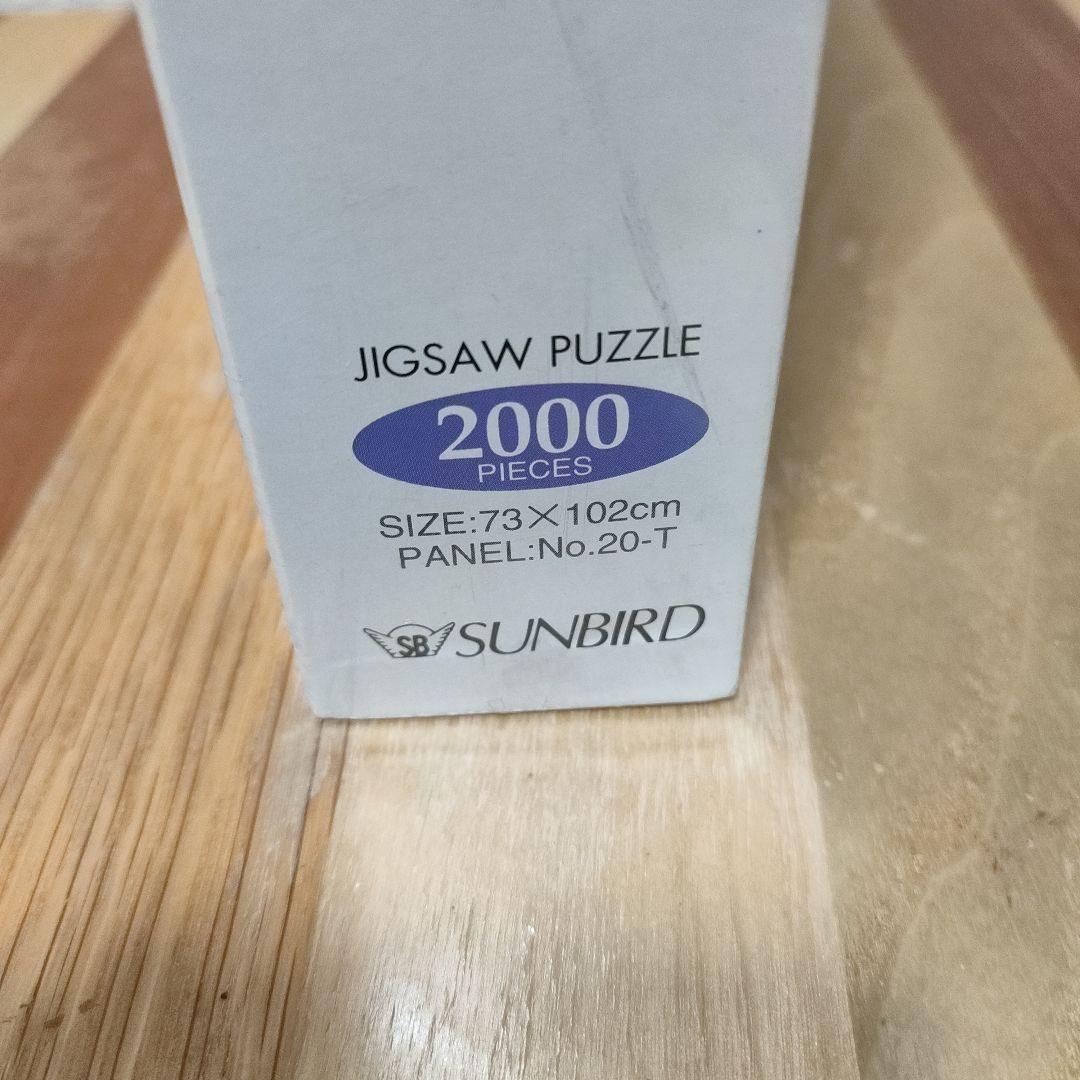 JIGSAW PUZZLE
2000
PIECES
SIZE:73×102cm
PANEL:No.20-T
SB SUNBIRD